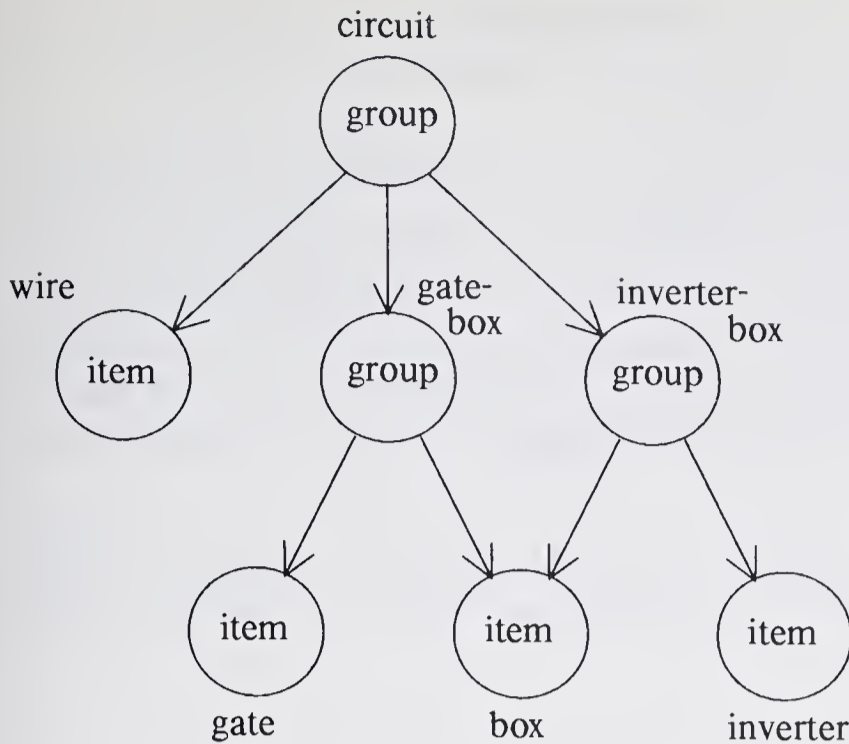 circuit
group
wire
gate-
box
inverter-
box
item
group
group
item
item
item
gate
box
inverter